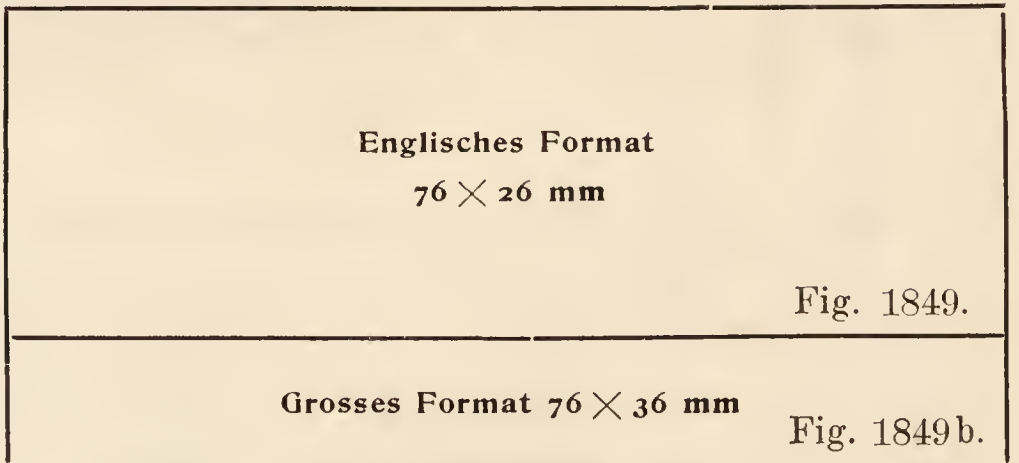 Englisches Format
76 × 26 mm
Fig. 1849.
Grosses Format 76 × 36 mm
Fig. 1849 b.